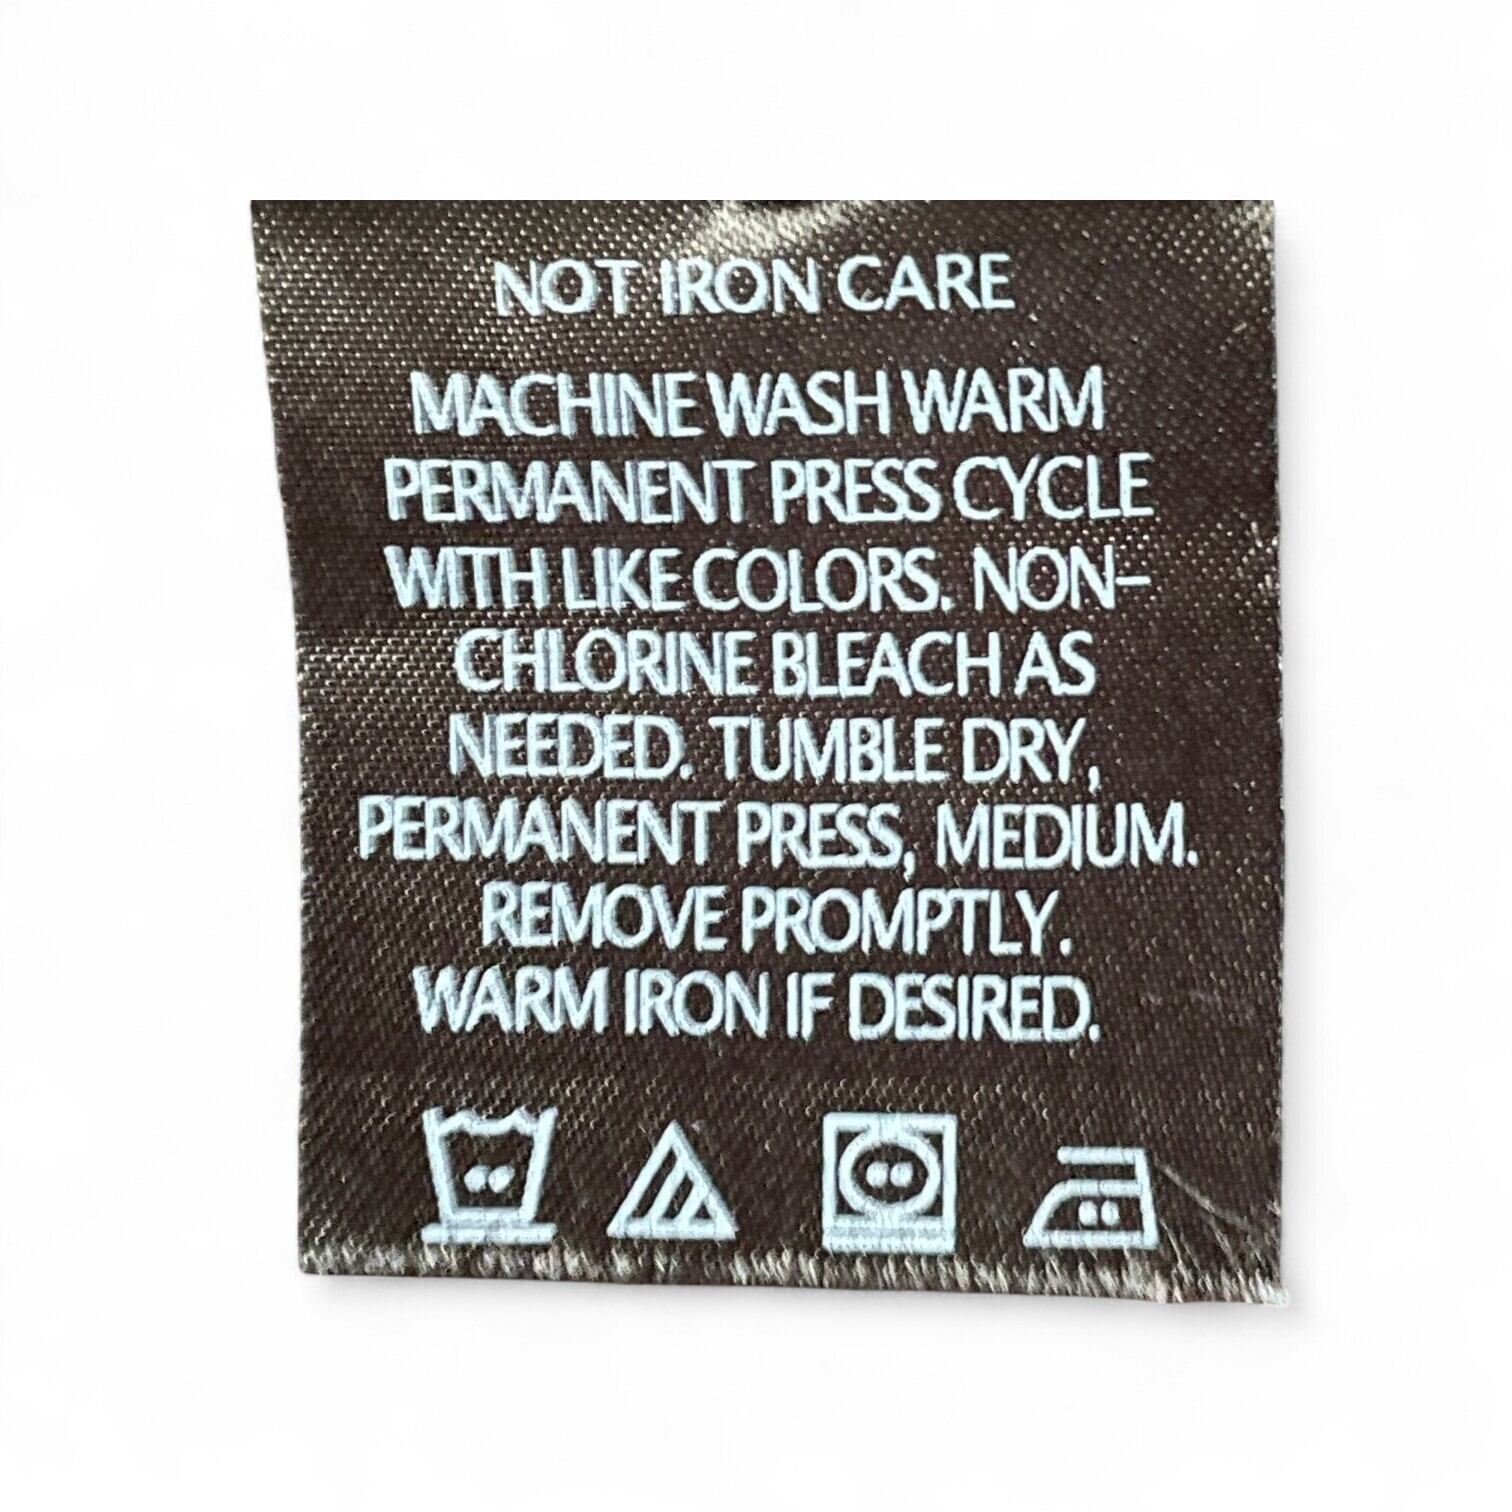 NOT IRON CARE
MACHINE WASH WARM
PERMANENT PRESS CYCLE
WITH LIKE COLORS. NON-
CHLORINE BLEACH AS
NEEDED. TUMBLE DRY,
PERMANENT PRESS, MEDIUM.
REMOVE PROMPTLY.
WARM IRON IF DESIRED.